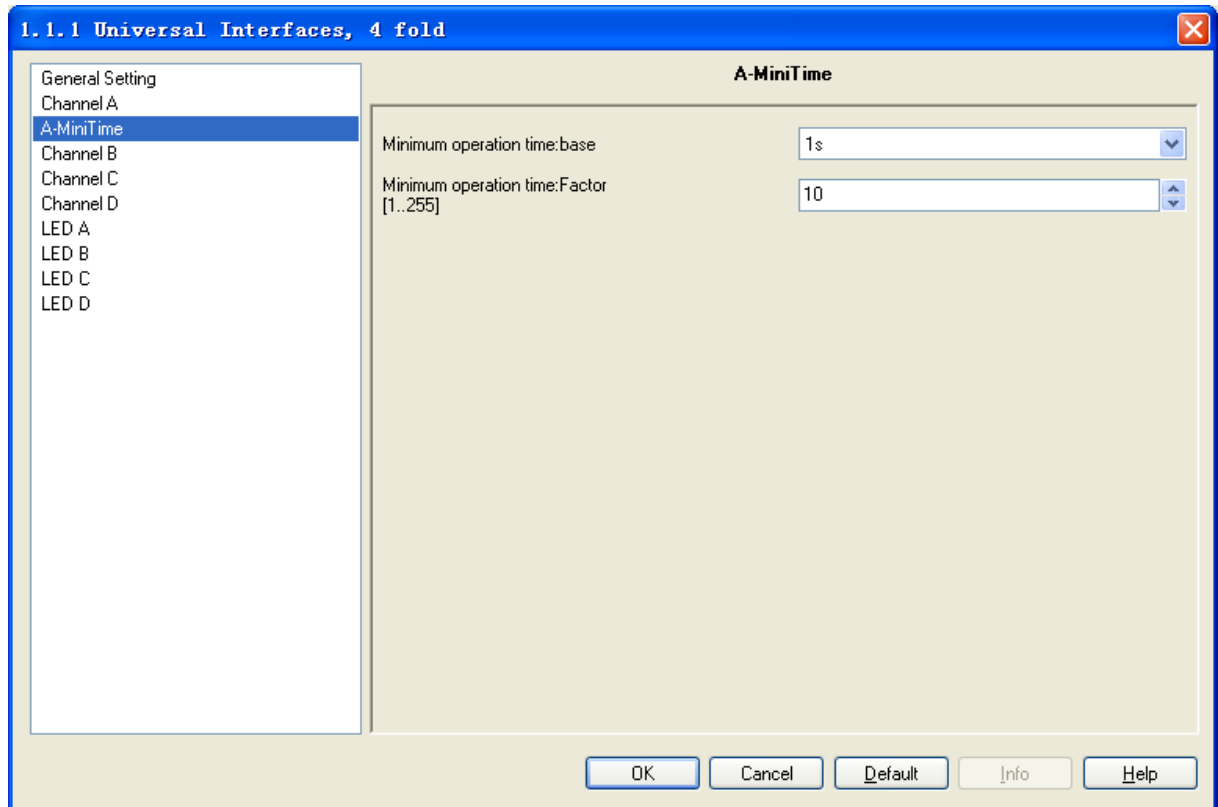 1.1.1 Universal Interfaces, 4 fold
General Setting
Channel A
A-MiniTime
Channel B
Channel C
Channel D
LED A
LED B
LED C
LED D
A-MiniTime
Minimum operation time:base
1s
Minimum operation time:Factor
[1..255]
10
OK
Cancel
Default
Info
Help